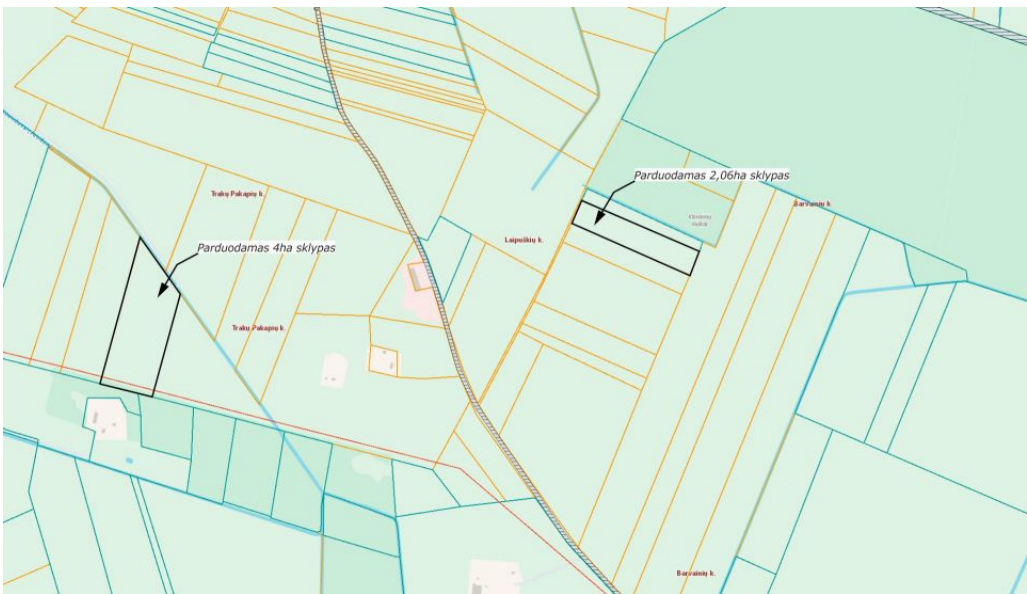 Parduodamas 2,06ha sklypas
Trakų Pakapių k.
Barvainių k.
Laipuškių k.
Parduodamas 4ha sklypas
Trakų Pakapių k.
Barvainių k.